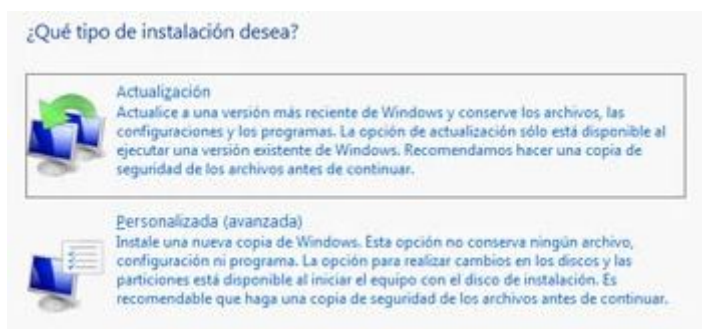 ¿Qué tipo de instalación desea?
Actualización
Actualice a una versión más reciente de Windows y conserve los archivos, las
configuraciones y los programas. La opción de actualización sólo está disponible al
ejecutar una versión existente de Windows. Recomendamos hacer una copia de
seguridad de los archivos antes de continuar.
Personalizada (avanzada)
Instale una nueva copia de Windows. Esta opción no conserva ningún archivo,
configuración ni programa. La opción para realizar cambios en los discos y las
particiones está disponible al iniciar el equipo con el disco de instalación. Es
recomendable que haga una copia de seguridad de los archivos antes de continuar.